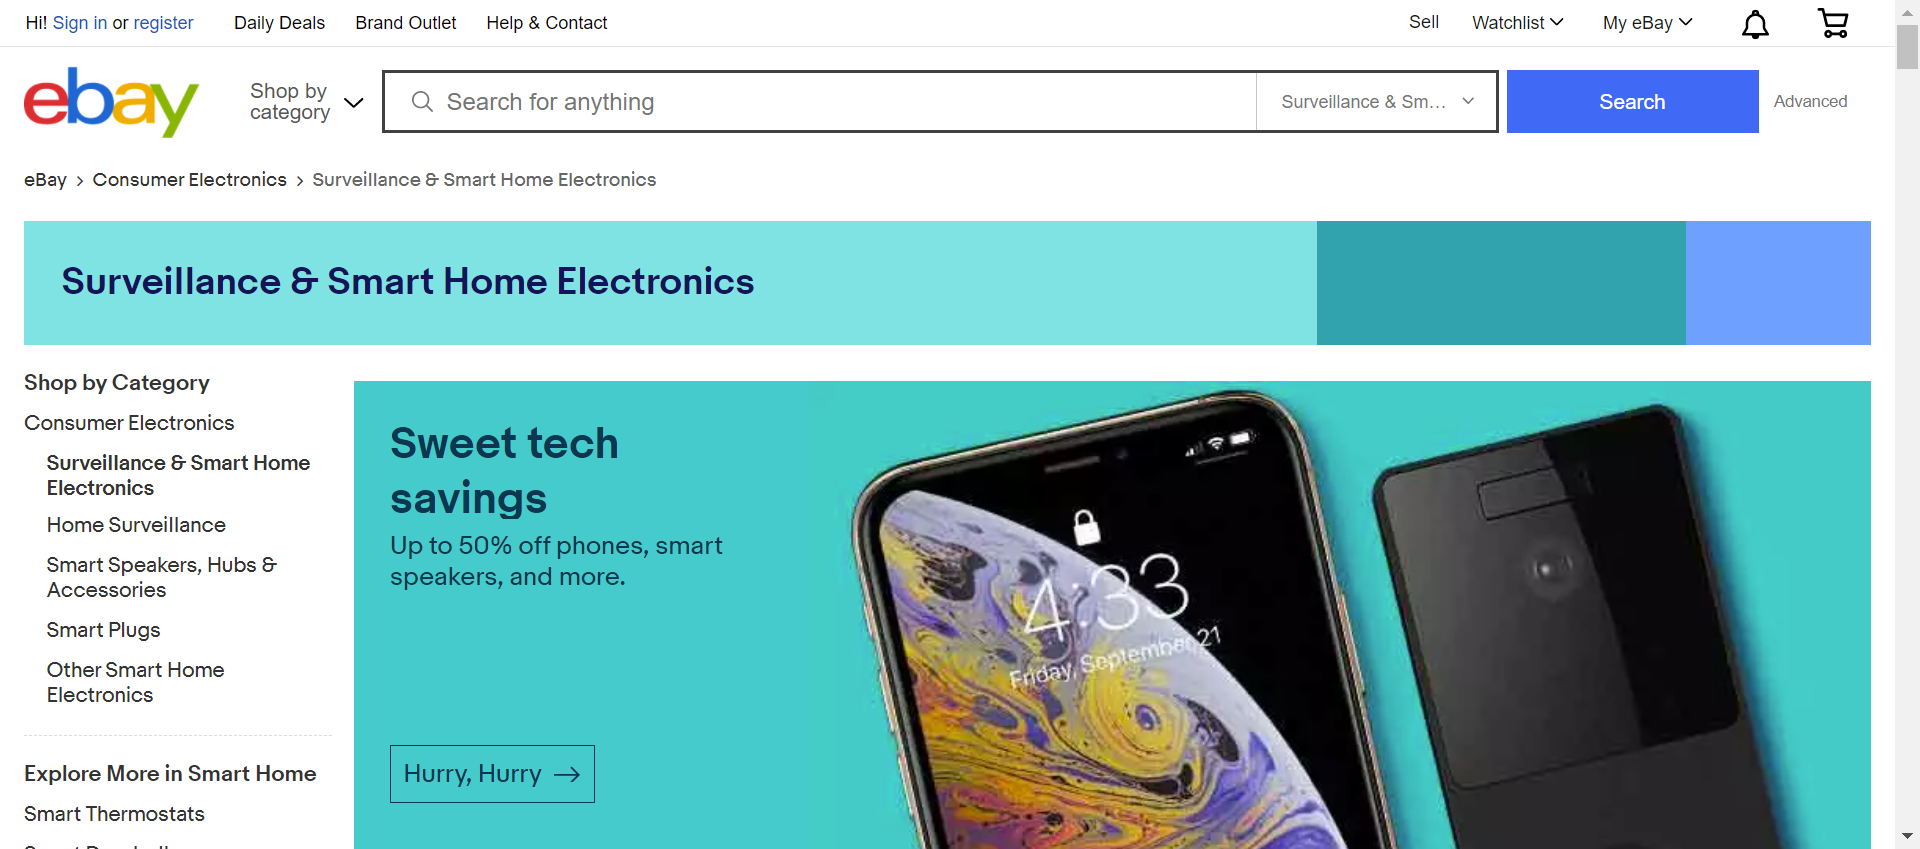 Hi! Sign in or register
Daily Deals
Brand Outlet
Help & Contact
Sell
Watchlist
My eBay
ebay
Shop by
category
Search for anything
Surveillance & Sm...
Search
Advanced
eBay > Consumer Electronics > Surveillance & Smart Home Electronics
Surveillance & Smart Home Electronics
Shop by Category
Consumer Electronics
Surveillance & Smart Home
Electronics
Home Surveillance
Smart Speakers, Hubs &
Accessories
Smart Plugs
Other Smart Home
Electronics
Explore More in Smart Home
Smart Thermostats
Sweet tech
savings
Up to 50% off phones, smart
speakers, and more.
Hurry, Hurry →
4:33
Friday, September 21